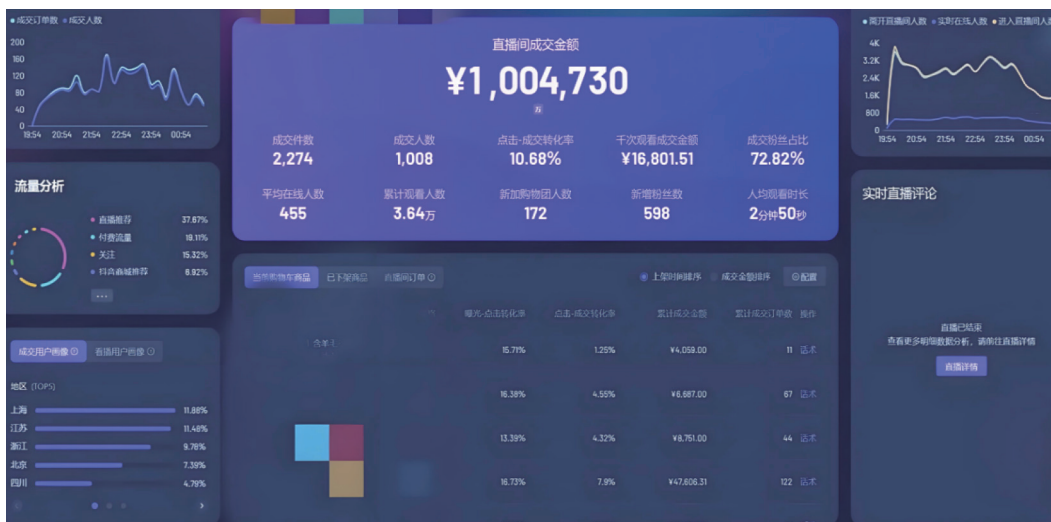 成交订单数 成交人数
200
160
120
80
40
0
19:54 20:54 21:54 22:54 23:54 00:54
流量分析
直播推荐 37.67%
付费流量 19.11%
关注 15.32%
抖音商城推荐 6.92%
...
成交用户画像 看播用户画像
地区 (TOP5)
上海 11.88%
江苏 11.48%
浙江 9.78%
北京 7.39%
四川 4.79%
直播间成交金额
¥1,004,730
成交件数 成交人数 点击-成交转化率 千次观看成交金额 成交粉丝占比
2,274 1,008 10.68% ¥16,801.51 72.82%
平均在线人数 累计观看人数 新加购物团人数 新增粉丝数 人均观看时长
455 3.64万 172 598 2分钟50秒
当前购物车商品 已下架商品 直播间订单 上架时间排序 成交金额排序 配置
曝光-点击转化率 点击-成交转化率 累计成交金额 累计成交订单数 操作
15.71% 1.25% ¥4,059.00 11 话术
16.38% 4.55% ¥6,687.00 67 话术
13.39% 4.32% ¥8,751.00 44 话术
16.73% 7.9% ¥47,606.31 122 话术
离开直播间人数 实时在线人数 进入直播间人数
4K
3.2K
2.4K
1.6K
800
0
19:54 20:54 21:54 22:54 23:54 00:54
实时直播评论
直播已结束
查看更多明细数据分析，请前往直播详情
直播详情